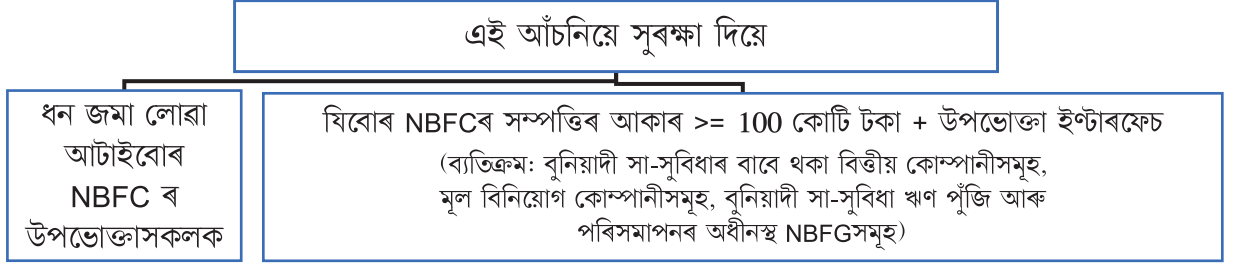 এই আঁচনিয়ে সুৰক্ষা দিয়ে
ধন জমা লোৱা
আটাইবোৰ
NBFC ৰ
উপভোক্তাসকলক
যিবোৰ NBFCৰ সম্পত্তিৰ আকাৰ >= 100 কোটি টকা + উপভোক্তা ইণ্টাৰফেচ
(ব্যতিক্ৰম: বুনিয়াদী সা-সুবিধাৰ বাবে থকা বিত্তীয় কোম্পানীসমূহ,
মূল বিনিয়োগ কোম্পানীসমূহ, বুনিয়াদী সা-সুবিধা ঋণ পুঁজি আৰু
পৰিসমাপনৰ অধীনস্থ NBFGসমূহ)